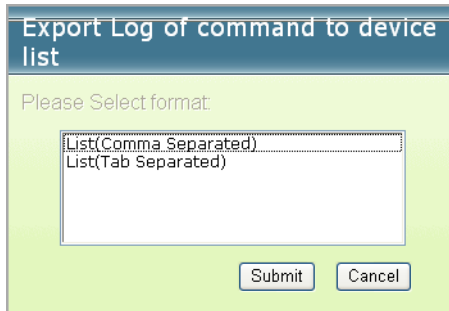 Export Log of command to device
list
Please Select format:
List(Comma Separated)
List(Tab Separated)
Submit Cancel